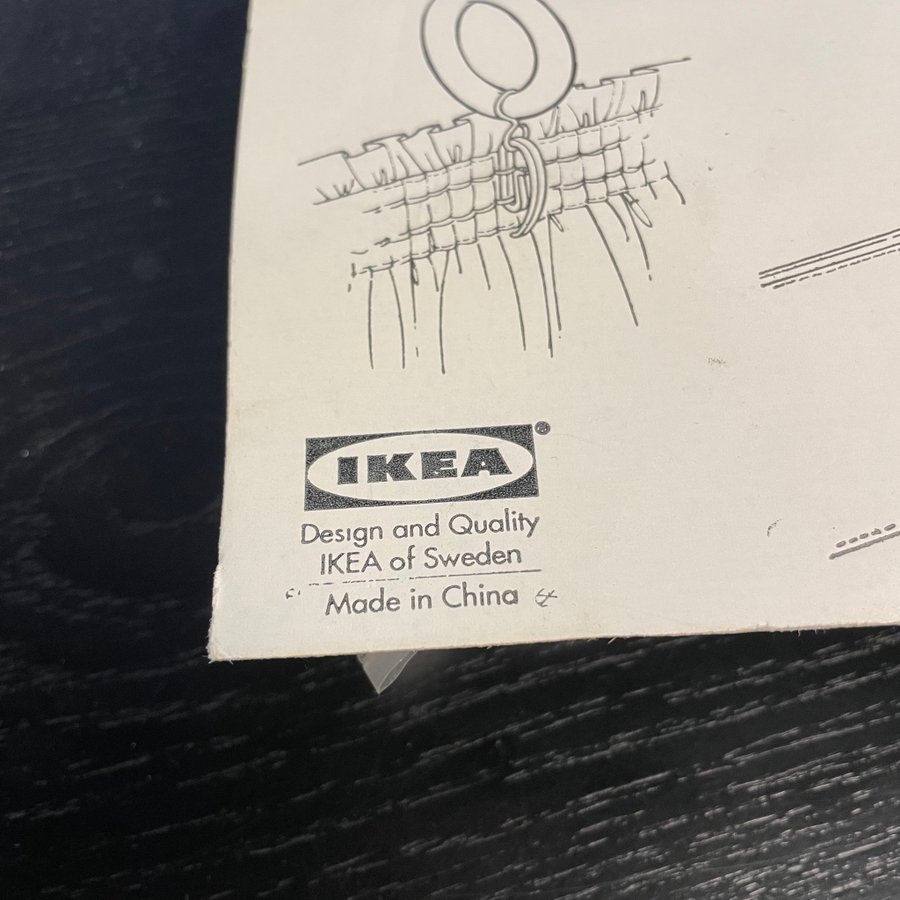 IKEA®
Design and Quality
IKEA of Sweden
Made in China